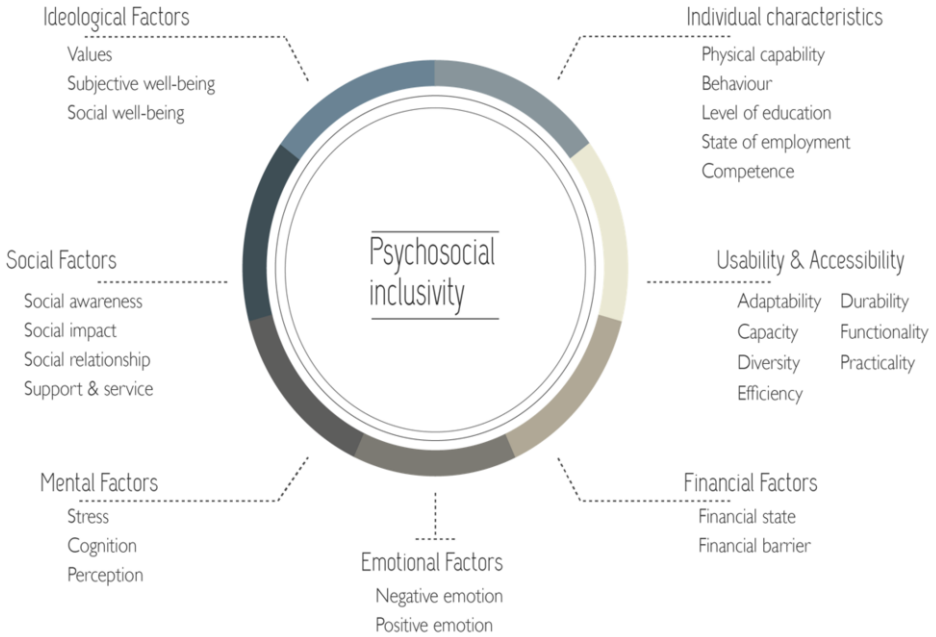 Ideological Factors
Values
Subjective well-being
Social well-being
Individual characteristics
Physical capability
Behaviour
Level of education
State of employment
Competence
Psychosocial
inclusivity
Social Factors
Social awareness
Social impact
Social relationship
Support & service
Usability & Accessibility
Adaptability Durability
Capacity Functionality
Diversity Practicality
Efficiency
Mental Factors
Stress
Cognition
Perception
Emotional Factors
Negative emotion
Positive emotion
Financial Factors
Financial state
Financial barrier